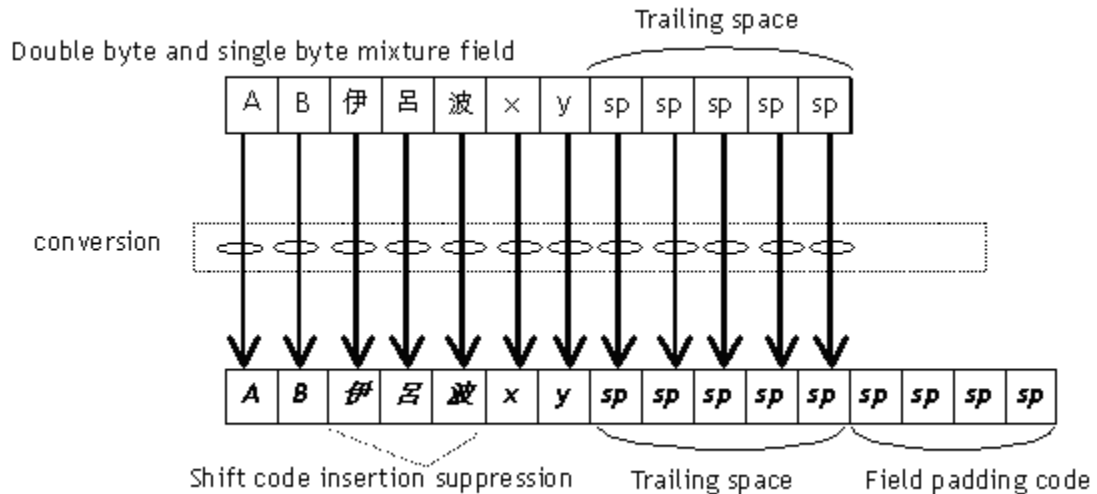 Trailing space
Double byte and single byte mixture field
A B 伊 呂 波 x y sp sp sp sp sp
conversion
A B 伊 呂 波 x y sp sp sp sp sp sp sp sp sp
Shift code insertion suppression Trailing space Field padding code